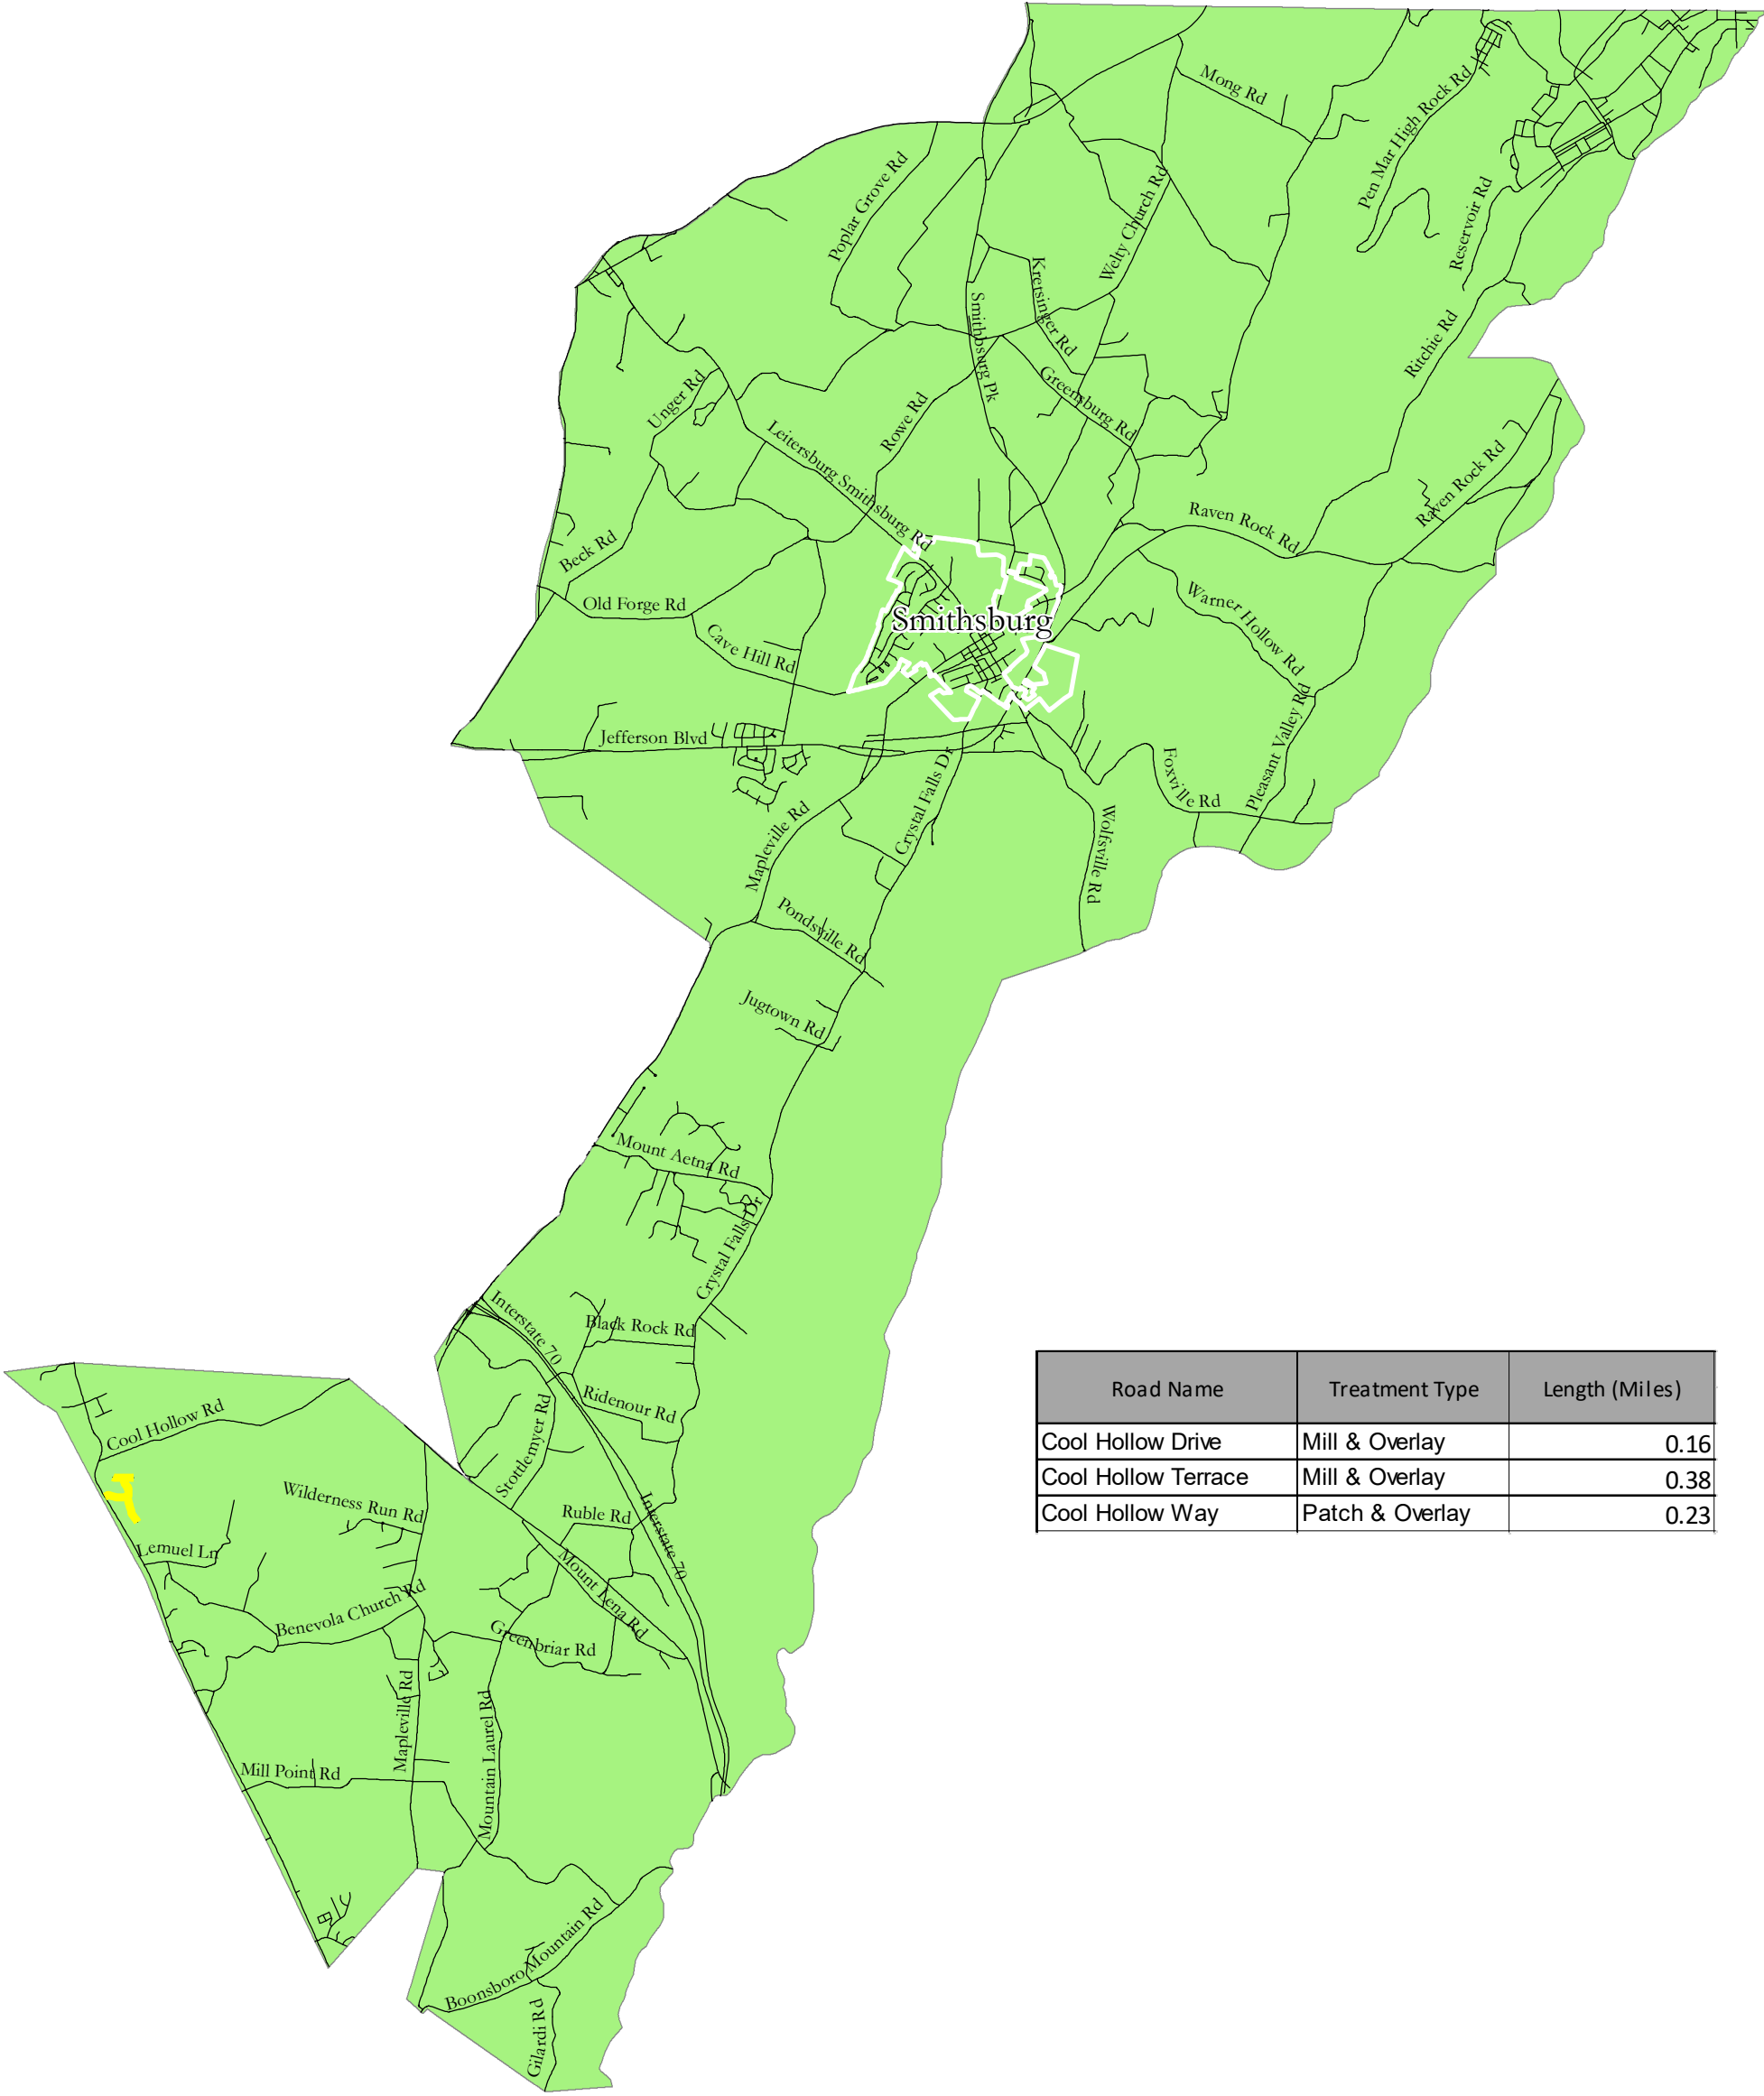 Mong Rd
Pen Mar High Rock Rd
Poplar Grove Rd
Welty Church Rd
Reservoir Rd
Kretsinger Rd
Smithbsurg Pk
Ritchie Rd
Unger Rd
Greensburg Rd
Rowe Rd
Leitersburg Smithsburg Rd
Raven Rock Rd
Raven Rock Rd
Beck Rd
Old Forge Rd
Smithsburg
Warner Hollow Rd
Cave Hill Rd
Jefferson Blvd
Pleasant Valley Rd
Foxville Rd
Crystal Falls Dr
Mapleville Rd
Wolfsville Rd
Pondsville Rd
Jugtown Rd
Mount Aetna Rd
Crystal Falls Dr
Interstate 70
Black Rock Rd
Ridenour Rd
Cool Hollow Rd
Stottlemyer Rd
Wilderness Run Rd
Ruble Rd
Interstate 70
Lemuel Ln
Mount Lena Rd
Benevola Church Rd
Greenbriar Rd
Mapleville Rd
Mountain Laurel Rd
Mill Point Rd
Boonsboro Mountain Rd
Gilardi Rd
Road Name Treatment Type Length (Miles)
Cool Hollow Drive Mill & Overlay 0.16
Cool Hollow Terrace Mill & Overlay 0.38
Cool Hollow Way Patch & Overlay 0.23